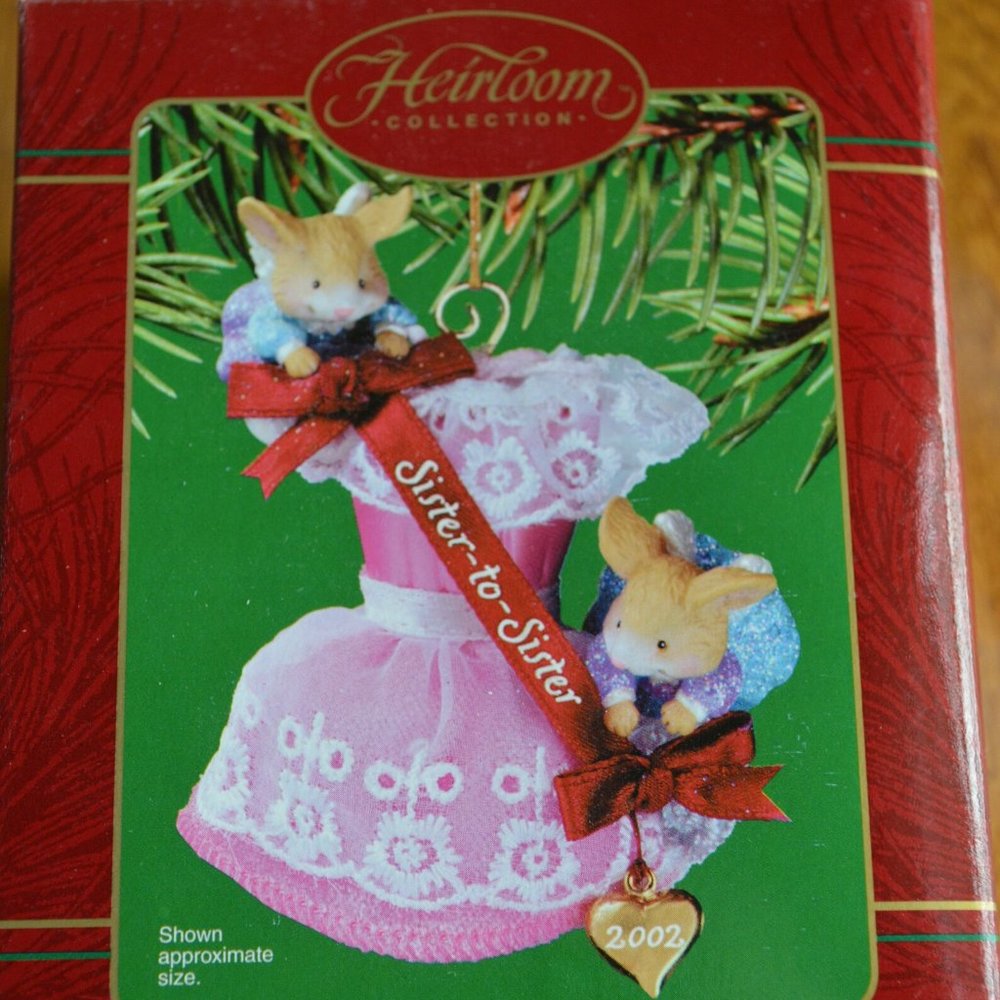 Heirloom
·COLLECTION·
Sister-to-Sister
2002
Shown
approximate
size.